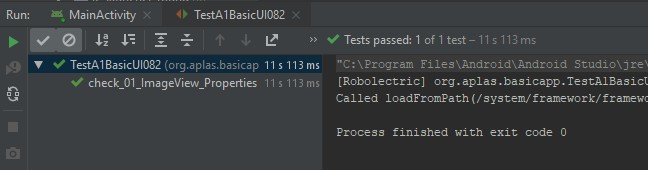 Run: MainActivity × TestA1BasicUI082 ×
» Tests passed: 1 of 1 test – 11 s 113 ms
TestA1BasicUI082 (org.aplas.basicap 11 s 113 ms
check_01_ImageView_Properties 11 s 113 ms
"C:\Program Files\Android\Android Studio\jre\
[Robolectric] org.aplas.basicapp.TestA1BasicU
Called loadFromPath(/system/framework/framewo
Process finished with exit code 0